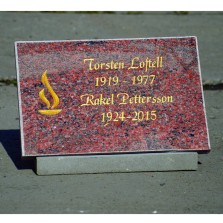 Torsten Loftell
1919 - 1977
Rakel Pettersson
1924 - 2015